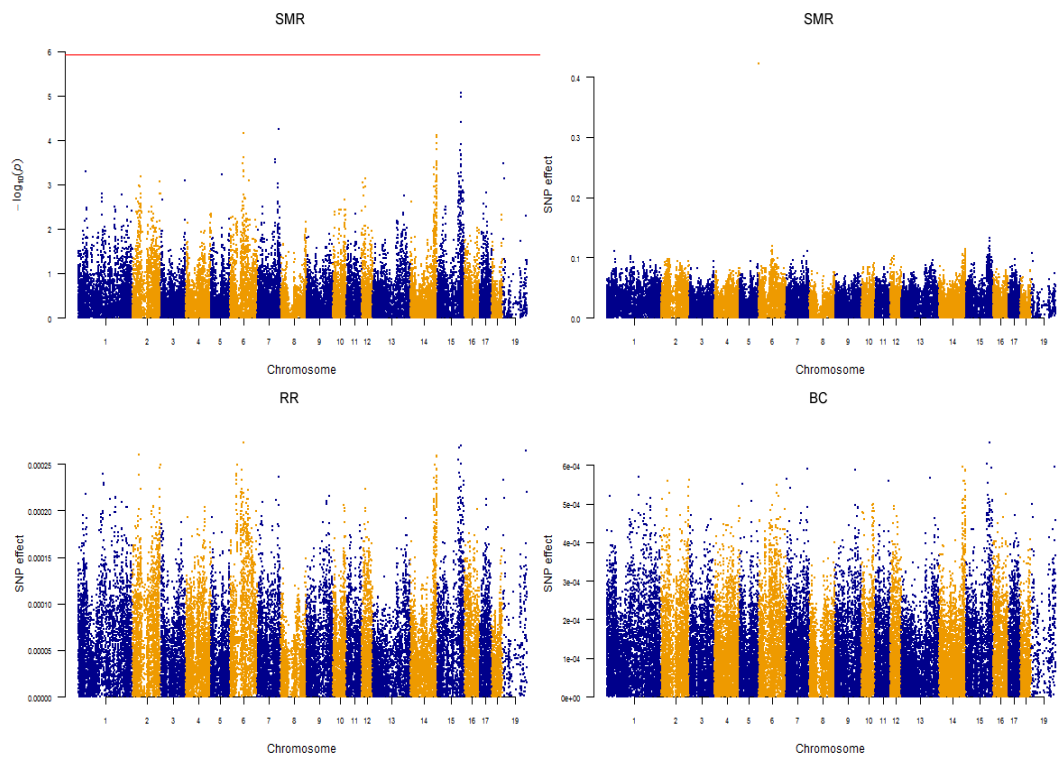 SMR
6
5
4
3
2
1
0
−log10(p)
1 2 3 4 5 6 7 8 9 10 11 12 13 14 15 16 17 18 19
Chromosome
SMR
0.4
0.3
0.2
0.1
0.0
SNP effect
1 2 3 4 5 6 7 8 9 10 11 12 13 14 15 16 17 18 19
Chromosome
RR
0.00025
0.00020
0.00015
0.00010
0.00005
0.00000
SNP effect
1 2 3 4 5 6 7 8 9 10 11 12 13 14 15 16 17 18 19
Chromosome
BC
6e−04
5e−04
4e−04
3e−04
2e−04
1e−04
0e+00
SNP effect
1 2 3 4 5 6 7 8 9 10 11 12 13 14 15 16 17 18 19
Chromosome